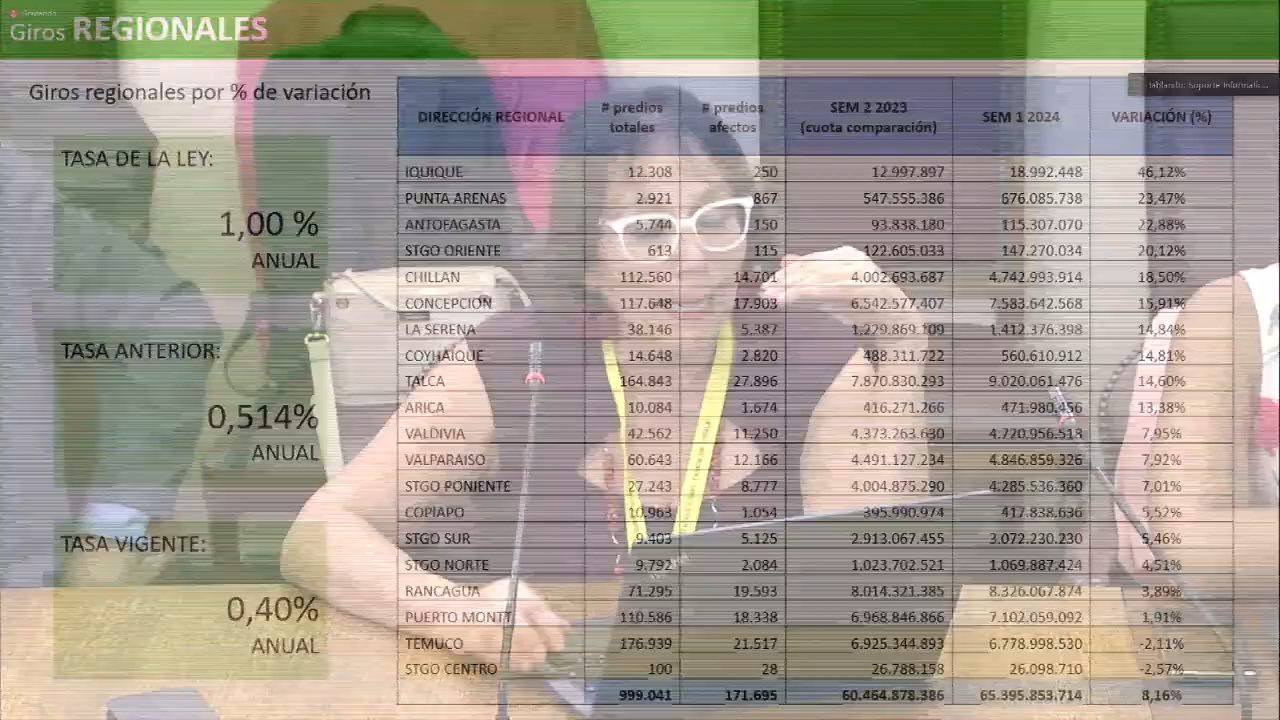 Grabando
Giros REGIONALES
Hablando: Soporte Informátic...
Giros regionales por % de variación
TASA DE LA LEY:
1,00 %
ANUAL
TASA ANTERIOR:
0,514%
ANUAL
TASA VIGENTE:
0,40%
ANUAL
DIRECCIÓN REGIONAL # predios totales # predios afectos SEM 2 2023 (cuota comparación) SEM 1 2024 VARIACIÓN (%)
IQUIQUE 12.308 250 12.997.897 18.992.448 46,12%
PUNTA ARENAS 2.921 867 547.555.386 676.085.738 23,47%
ANTOFAGASTA 5.744 150 93.838.180 115.307.070 22,88%
STGO ORIENTE 613 115 122.605.033 147.270.034 20,12%
CHILLAN 112.560 14.701 4.002.693.687 4.742.993.914 18,50%
CONCEPCION 117.648 17.903 6.542.577.407 7.583.642.568 15,91%
LA SERENA 38.146 5.387 1.229.869.109 1.412.376.398 14,84%
COYHAIQUE 14.648 2.820 488.311.722 560.610.912 14,81%
TALCA 164.843 27.896 7.870.830.293 9.020.061.476 14,60%
ARICA 10.084 1.674 416.271.266 471.980.456 13,38%
VALDIVIA 42.562 11.250 4.373.263.630 4.720.956.513 7,95%
VALPARAISO 60.643 12.166 4.491.127.234 4.846.859.326 7,92%
STGO PONIENTE 27.243 8.777 4.004.875.290 4.285.536.360 7,01%
COPIAPO 10.963 1.054 395.990.974 417.838.636 5,52%
STGO SUR 9.403 5.125 2.913.067.455 3.072.230.230 5,46%
STGO NORTE 9.792 2.084 1.023.702.521 1.069.887.424 4,51%
RANCAGUA 71.295 19.593 8.014.321.385 8.326.067.874 3,89%
PUERTO MONTT 110.586 18.338 6.968.846.866 7.102.059.092 1,91%
TEMUCO 176.939 21.517 6.925.344.893 6.778.998.530 -2,11%
STGO CENTRO 100 28 26.788.158 26.098.710 -2,57%
999.041 171.695 60.464.878.386 65.395.853.714 8,16%